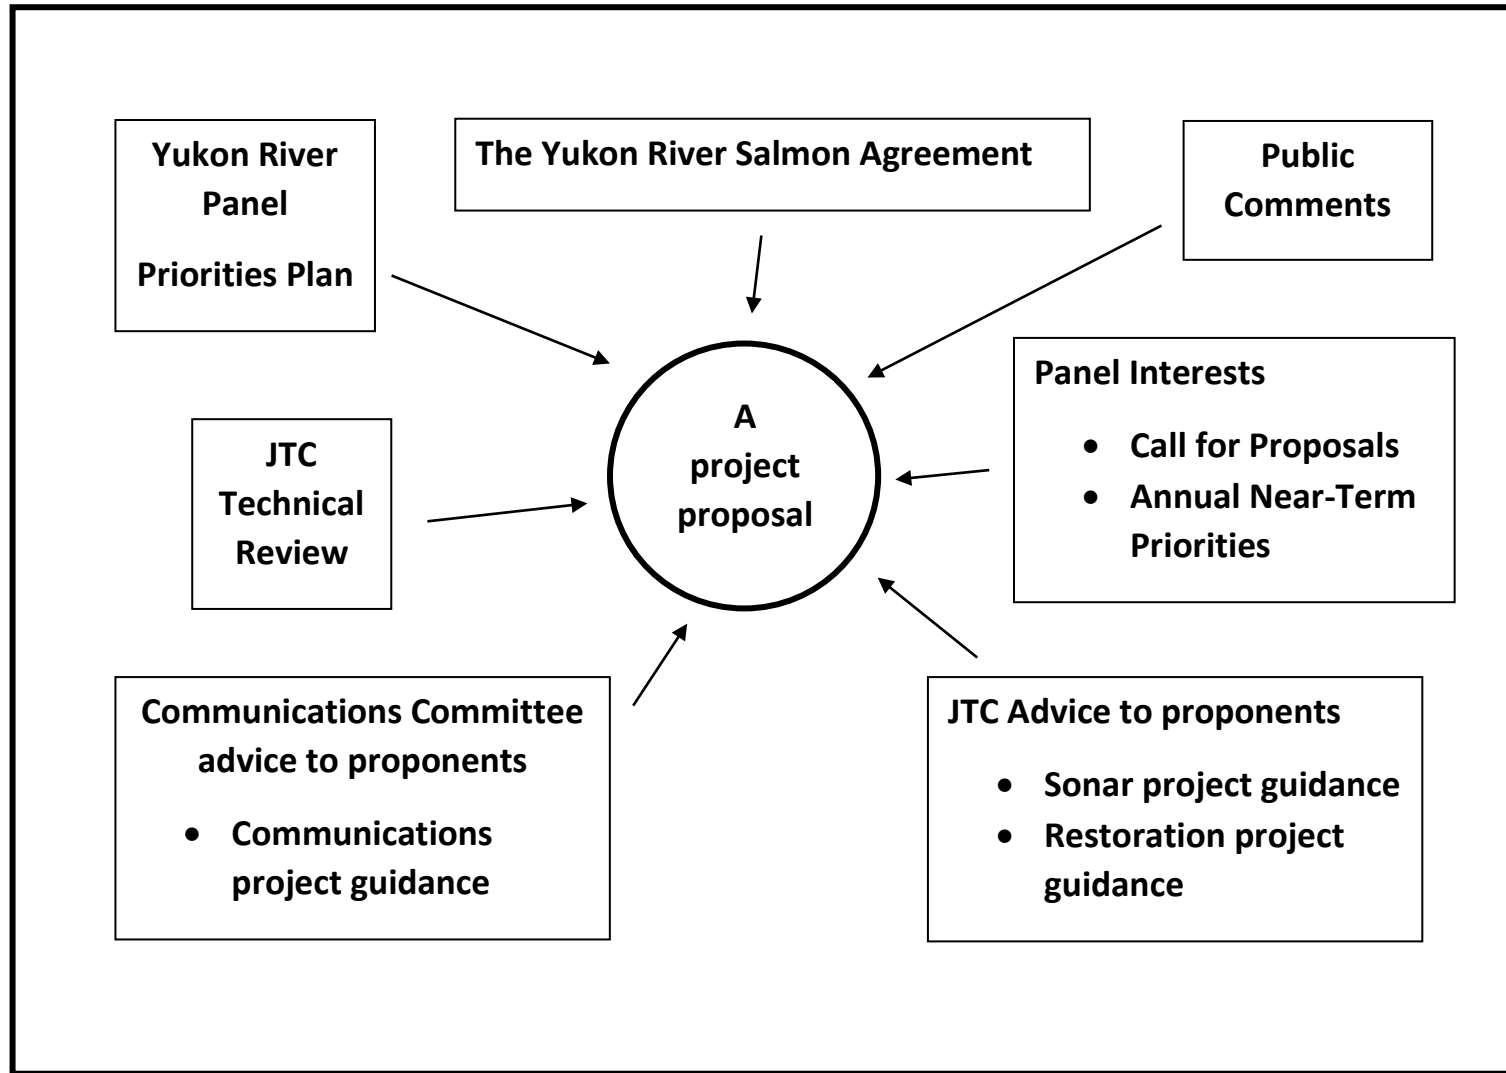 Yukon River
Panel
Priorities Plan
The Yukon River Salmon Agreement
Public
Comments
A
project
proposal
Panel Interests
• Call for Proposals
• Annual Near-Term
Priorities
JTC
Technical
Review
Communications Committee
advice to proponents
• Communications
project guidance
JTC Advice to proponents
• Sonar project guidance
• Restoration project
guidance